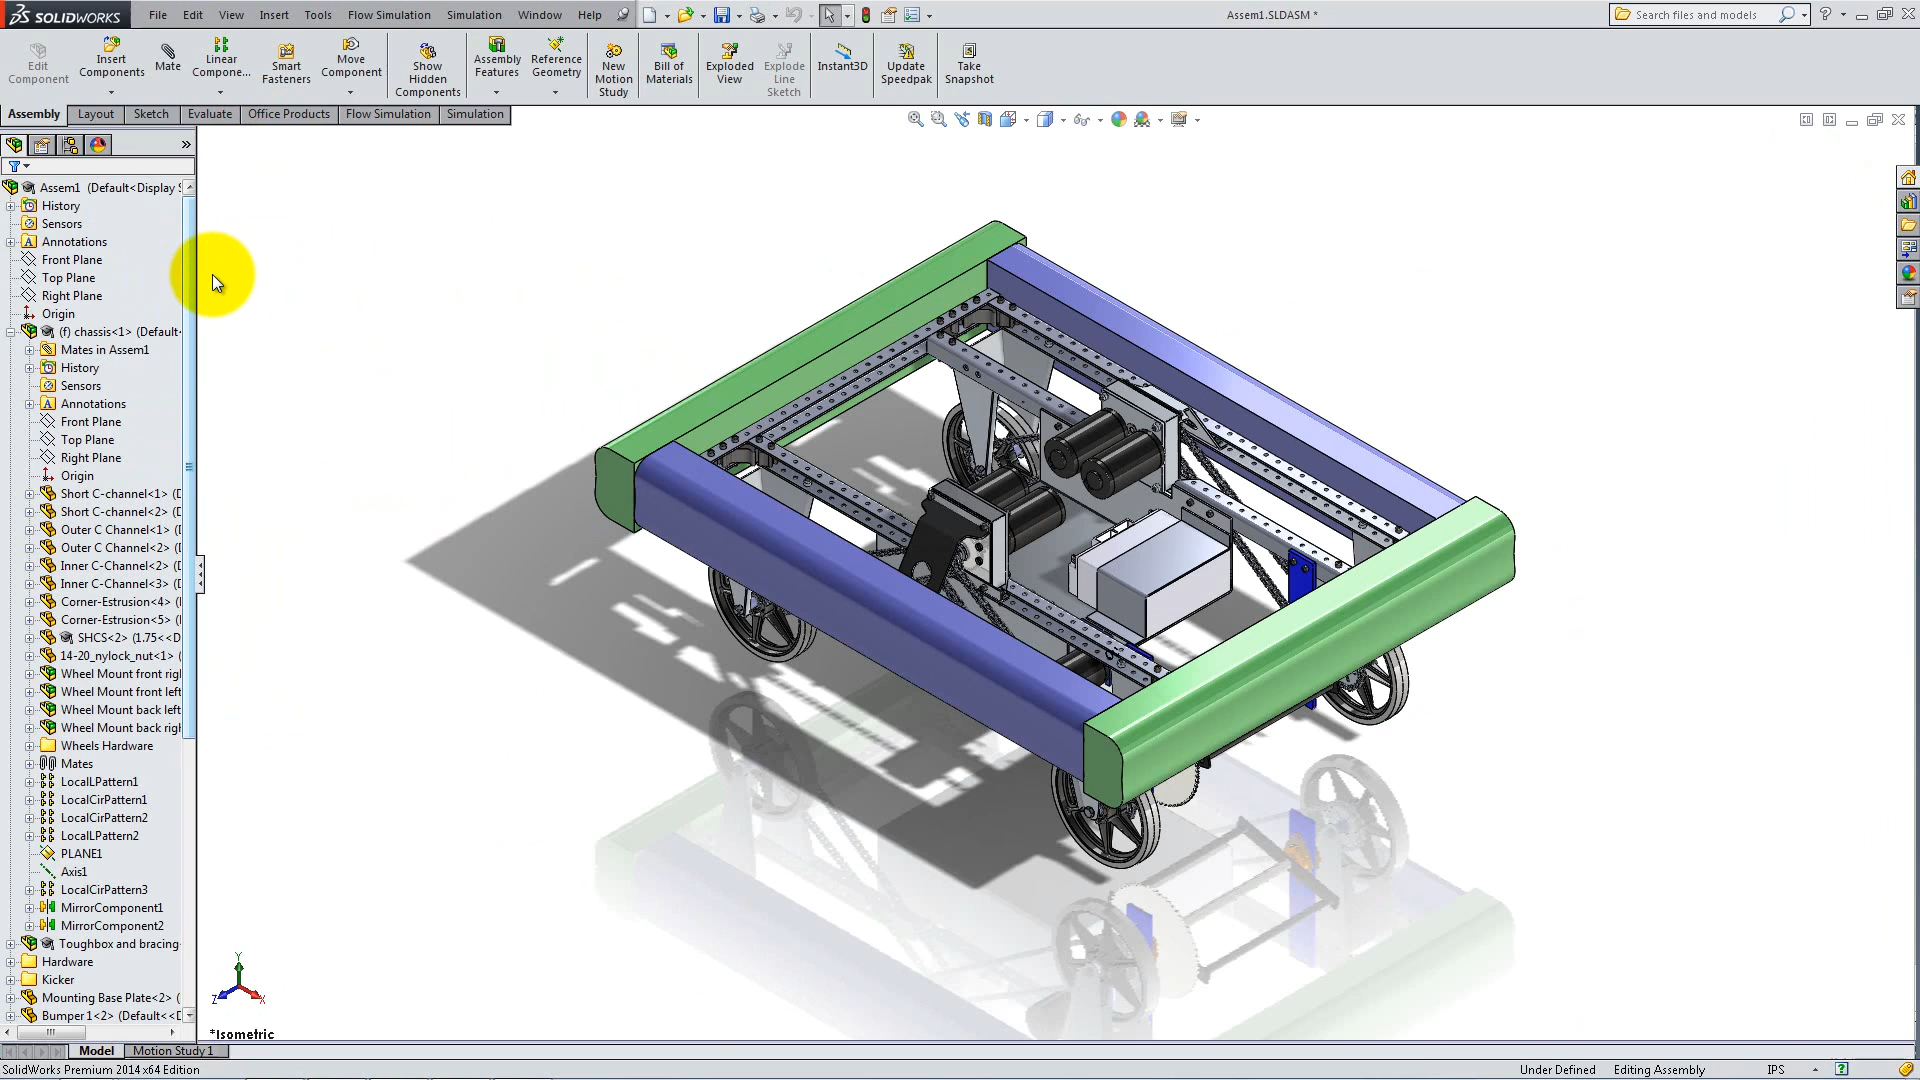 SOLIDWORKS File Edit View Insert Tools Flow Simulation Simulation Window Help Assem1.SLDASM * Search files and models ?
Edit Component
Insert Components
Mate
Linear Compone...
Smart Fasteners
Move Component
Show Hidden Components
Assembly Features
Reference Geometry
New Motion Study
Bill of Materials
Exploded View
Explode Line Sketch
Instant3D
Update Speedpak
Take Snapshot
Assembly Layout Sketch Evaluate Office Products Flow Simulation Simulation
Assem1 (Default<Display S
History
Sensors
Annotations
Front Plane
Top Plane
Right Plane
Origin
(f) chassis<1> (Default
Mates in Assem1
History
Sensors
Annotations
Front Plane
Top Plane
Right Plane
Origin
Short C-channel<1> (D
Short C-channel<2> (D
Outer C Channel<1> (D
Outer C Channel<2> (D
Inner C-Channel<2> (D
Inner C-Channel<3> (D
Corner-Estrusion<4> (
Corner-Estrusion<5> (
SHCS<2> (1.75<<D
14-20_nylock_nut<1> (
Wheel Mount front rig
Wheel Mount front left
Wheel Mount back left
Wheel Mount back rig
Wheels Hardware
Mates
LocalLPattern1
LocalCirPattern1
LocalCirPattern2
LocalLPattern2
PLANE1
Axis1
LocalCirPattern3
MirrorComponent1
MirrorComponent2
Toughbox and bracing
Hardware
Kicker
Mounting Base Plate<2> (
Bumper1<2> (Default<<D
Y
Z
X
*Isometric
Model Motion Study 1
SolidWorks Premium 2014 x64 Edition Under Defined Editing Assembly IPS ?